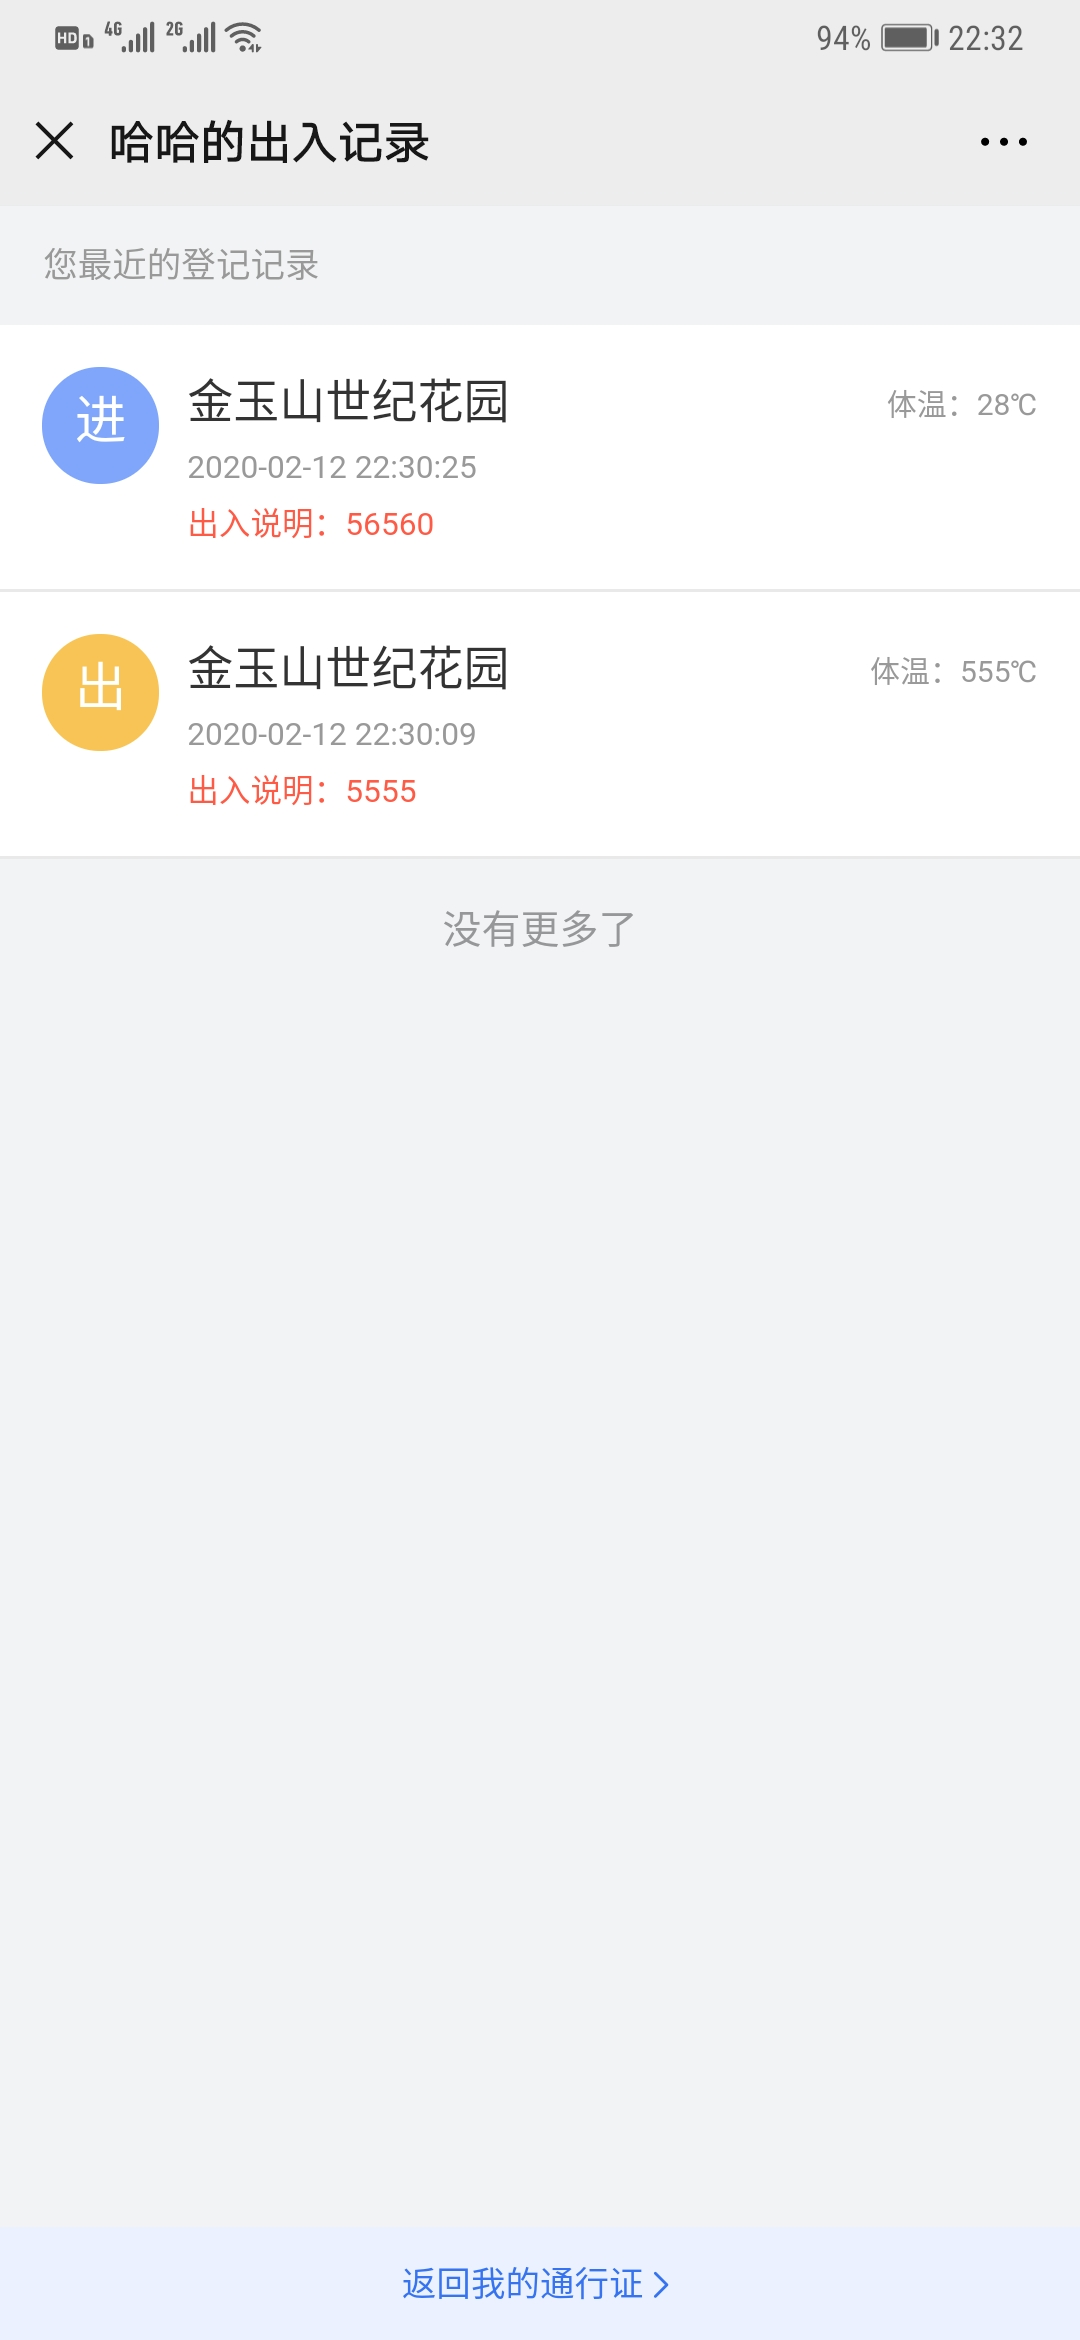 HD 1 4G 2G 94% 22:32
哈哈的出入记录
您最近的登记记录
进
金玉山世纪花园
体温：28℃
2020-02-12 22:30:25
出入说明：56560
出
金玉山世纪花园
体温：555℃
2020-02-12 22:30:09
出入说明：5555
没有更多了
返回我的通行证